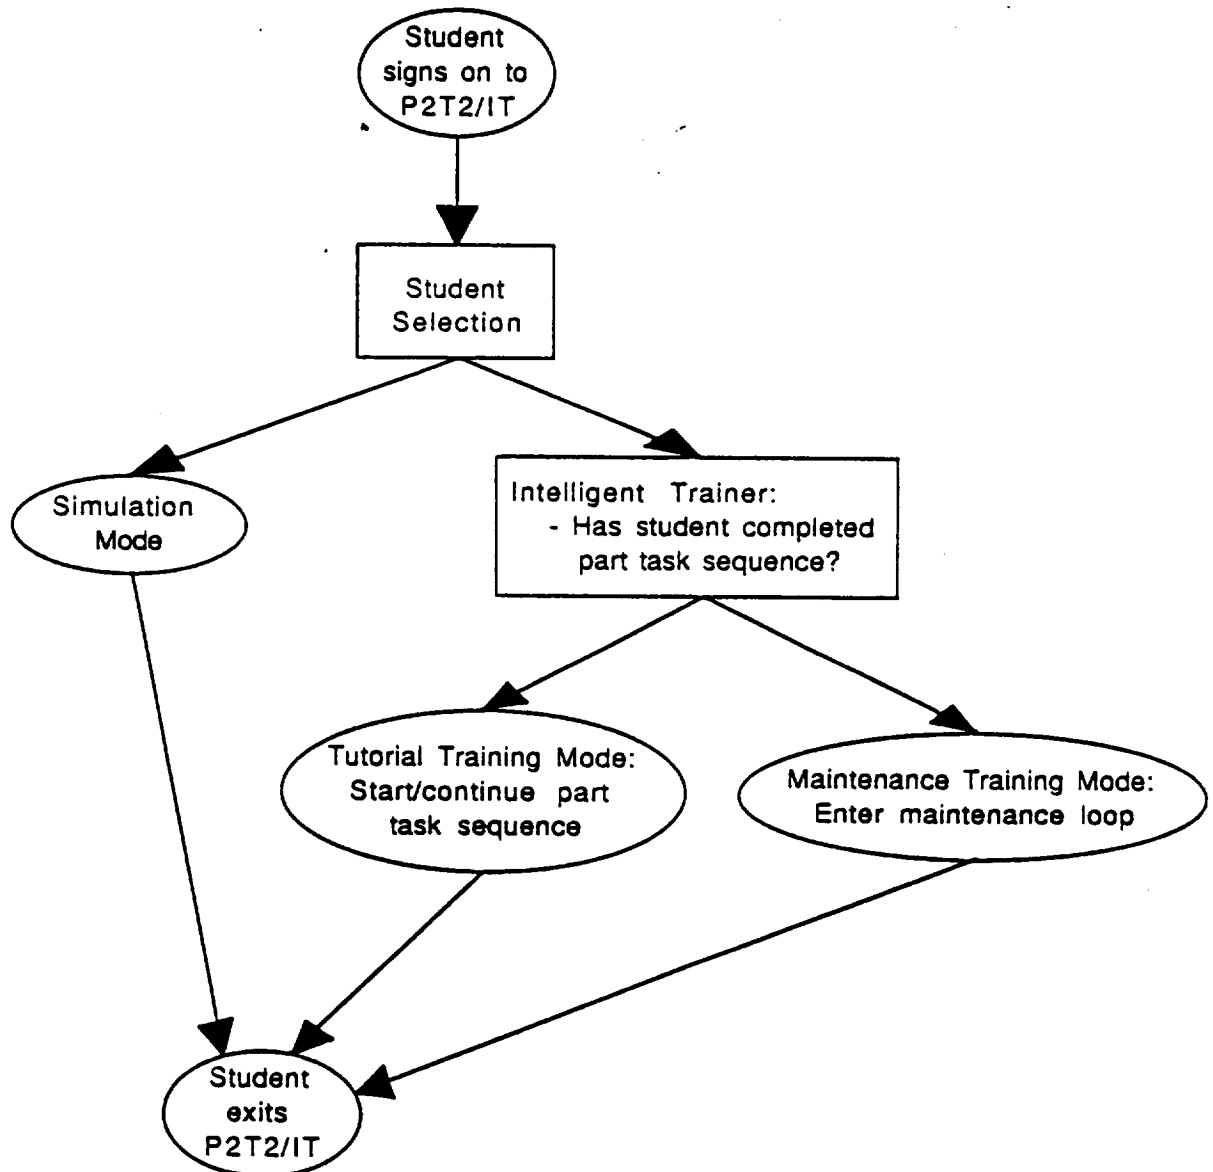 Student
signs on to
P2T2/IT
Student
Selection
Simulation
Mode
Intelligent Trainer:
- Has student completed
part task sequence?
Tutorial Training Mode:
Start/continue part
task sequence
Maintenance Training Mode:
Enter maintenance loop
Student
exits
P2T2/IT